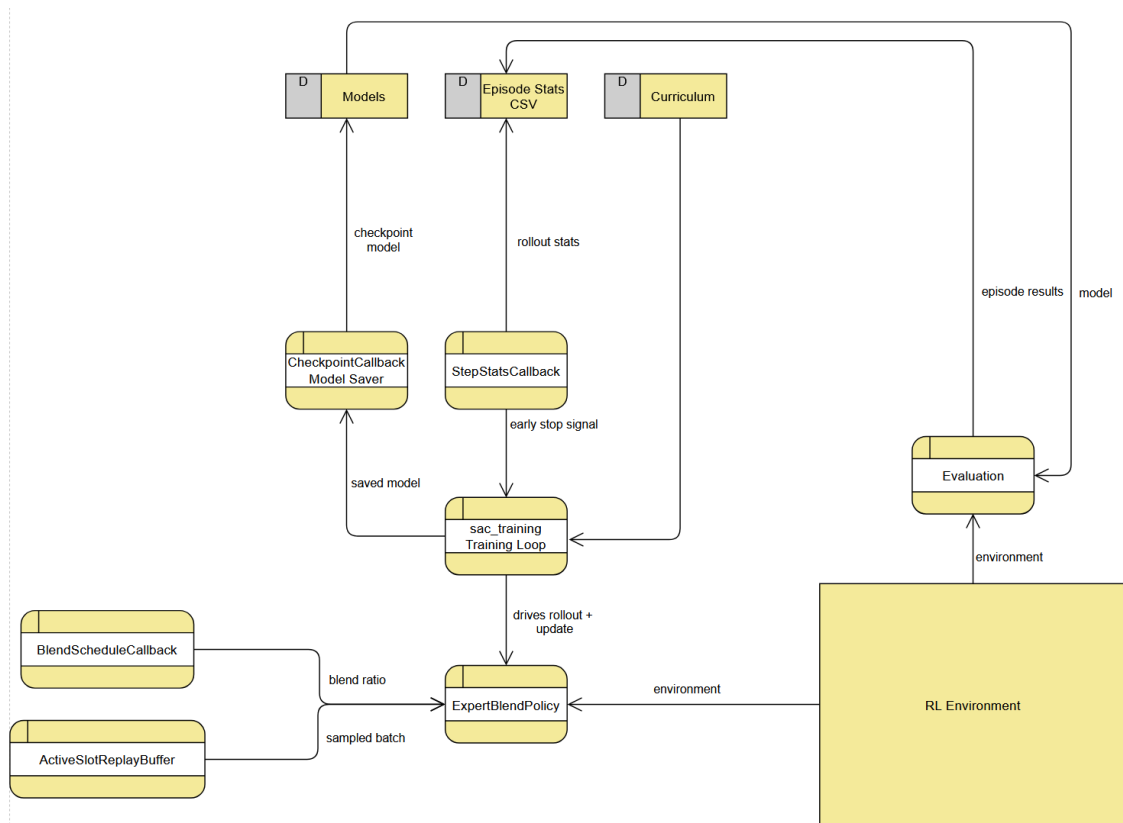 D
Models
D
Episode Stats
CSV
D
Curriculum
checkpoint
model
rollout stats
episode results
model
CheckpointCallback
Model Saver
StepStatsCallback
early stop signal
saved model
Evaluation
sac_training
Training Loop
environment
drives rollout +
update
BlendScheduleCallback
blend ratio
environment
ExpertBlendPolicy
RL Environment
sampled batch
ActiveSlotReplayBuffer